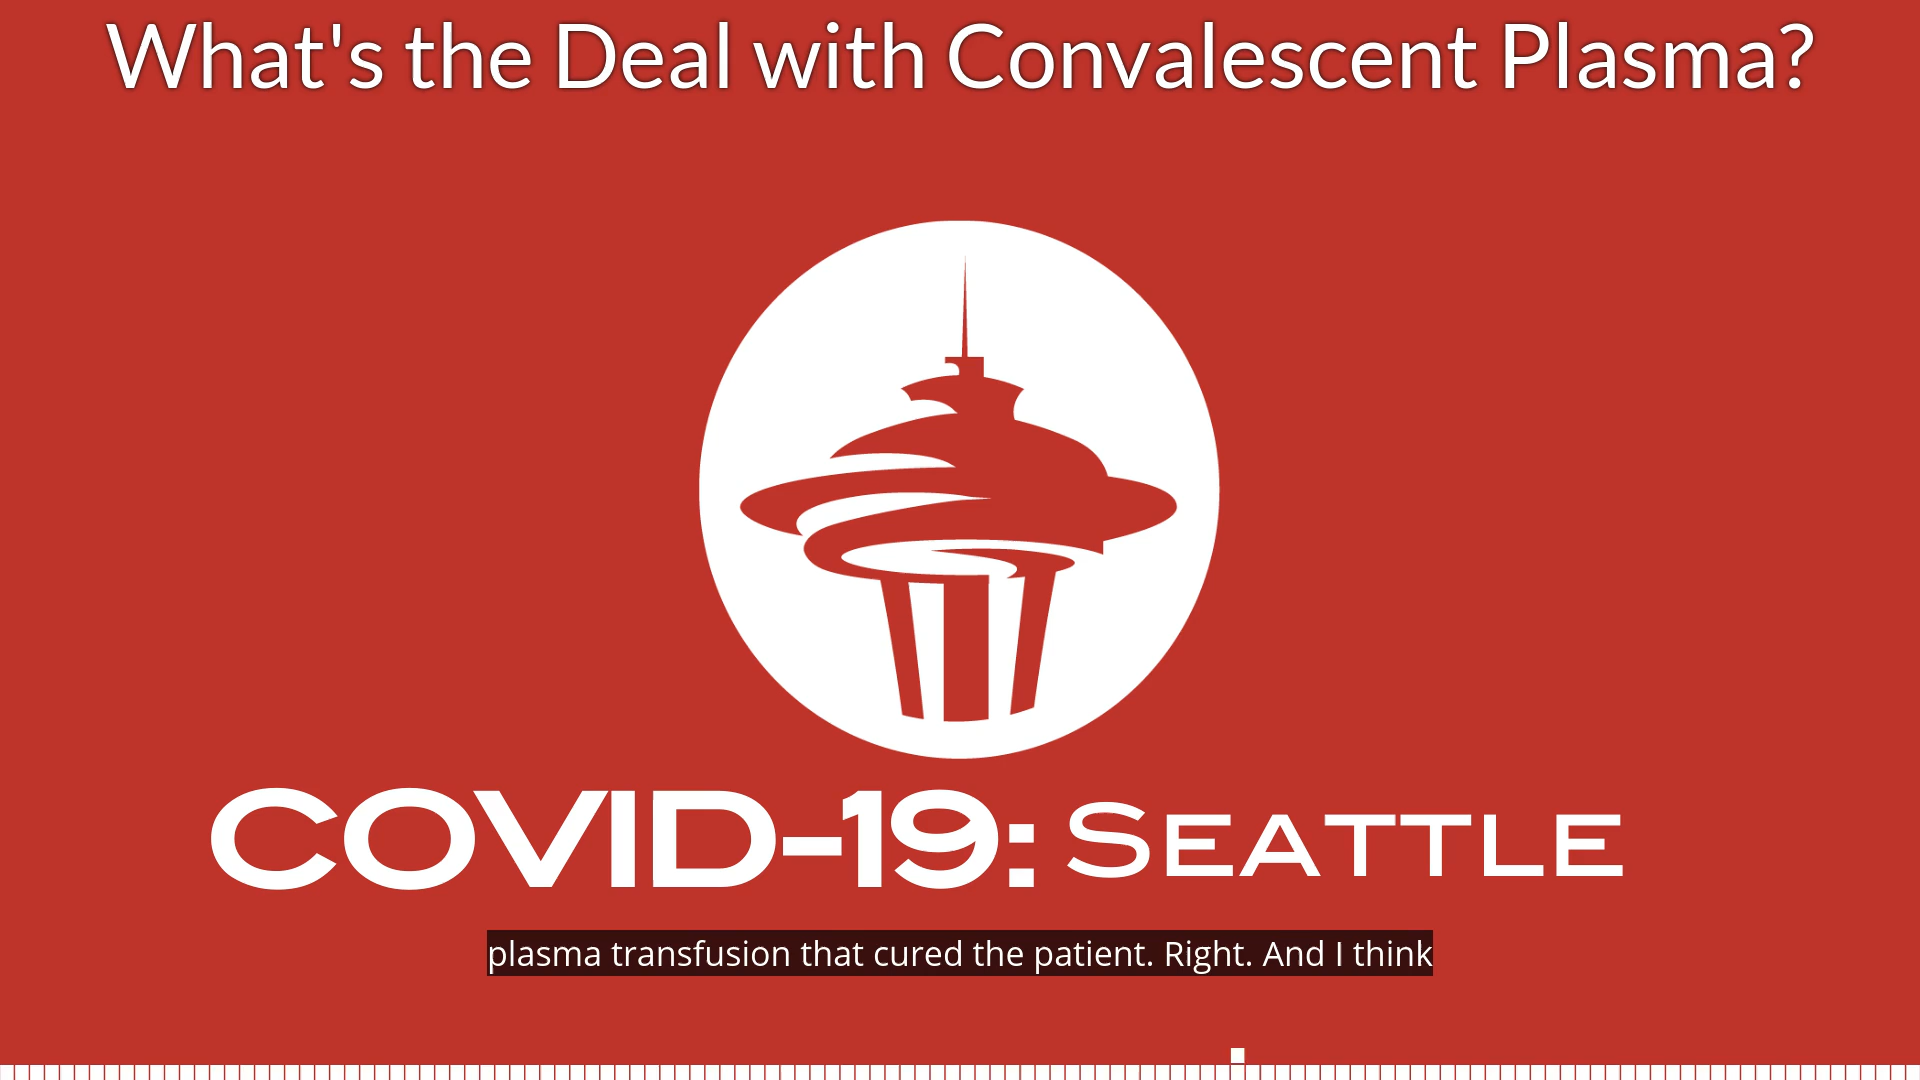 What's the Deal with Convalescent Plasma?
COVID-19: SEATTLE
plasma transfusion that cured the patient. Right. And I think